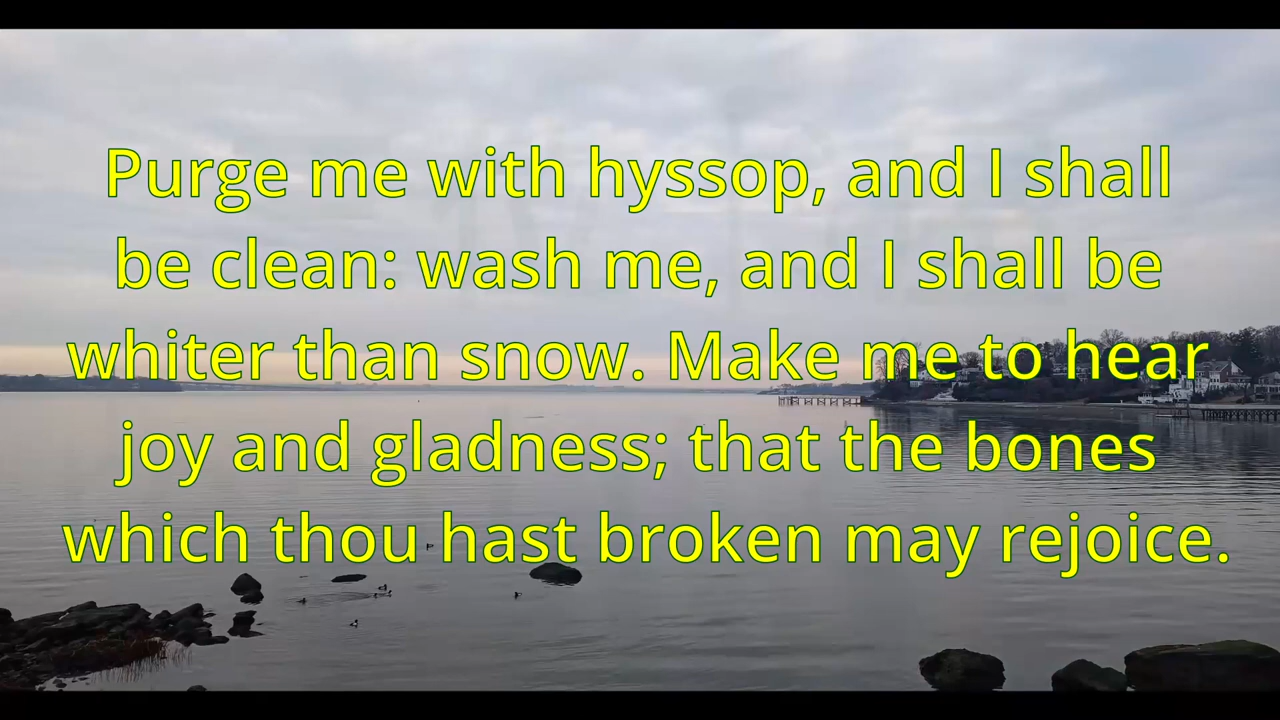 Purge me with hyssop, and I shall
be clean: wash me, and I shall be
whiter than snow. Make me to hear
joy and gladness; that the bones
which thou hast broken may rejoice.